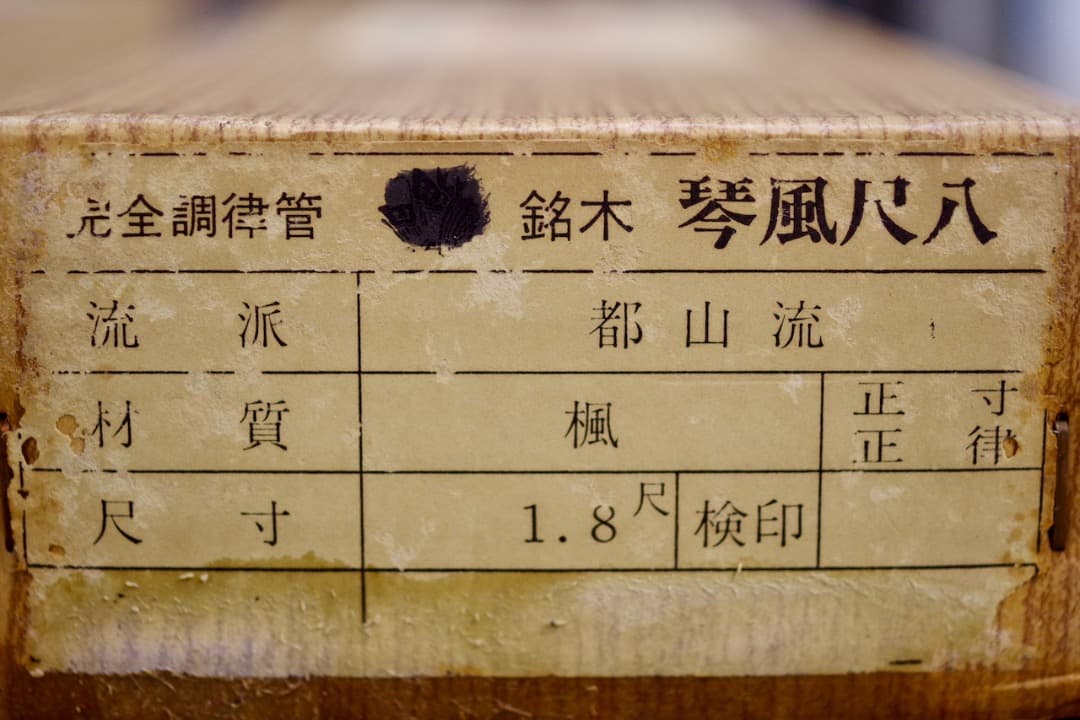 完全調律管 銘木 琴風尺八
流派 都山流
材質 楓 正寸
正律
尺寸 1.8尺 検印